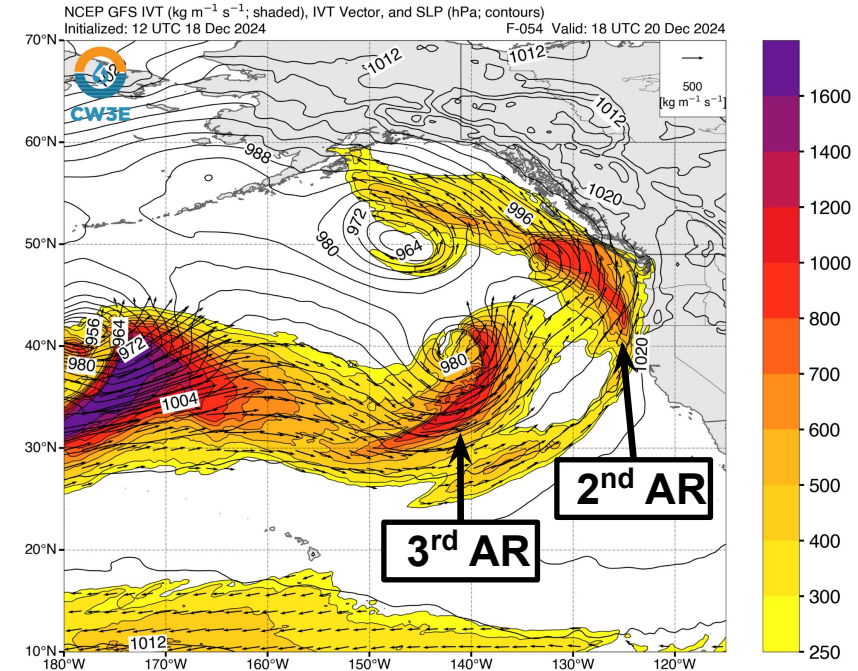 NCEP GFS IVT (kg m⁻¹ s⁻¹; shaded), IVT Vector, and SLP (hPa; contours)
Initialized: 12 UTC 18 Dec 2024 F-054 Valid: 18 UTC 20 Dec 2024
70°N
60°N
50°N
40°N
30°N
20°N
10°N
180°W 170°W 160°W 150°W 140°W 130°W 120°W
CW3E
500
[kg m⁻¹ s⁻¹]
1012
1012
1012
988
1020
996
972
980
964
956
964
972
980
980
1004
1020
1012
2nd AR
3rd AR
1600
1400
1200
1000
800
700
600
500
400
300
250